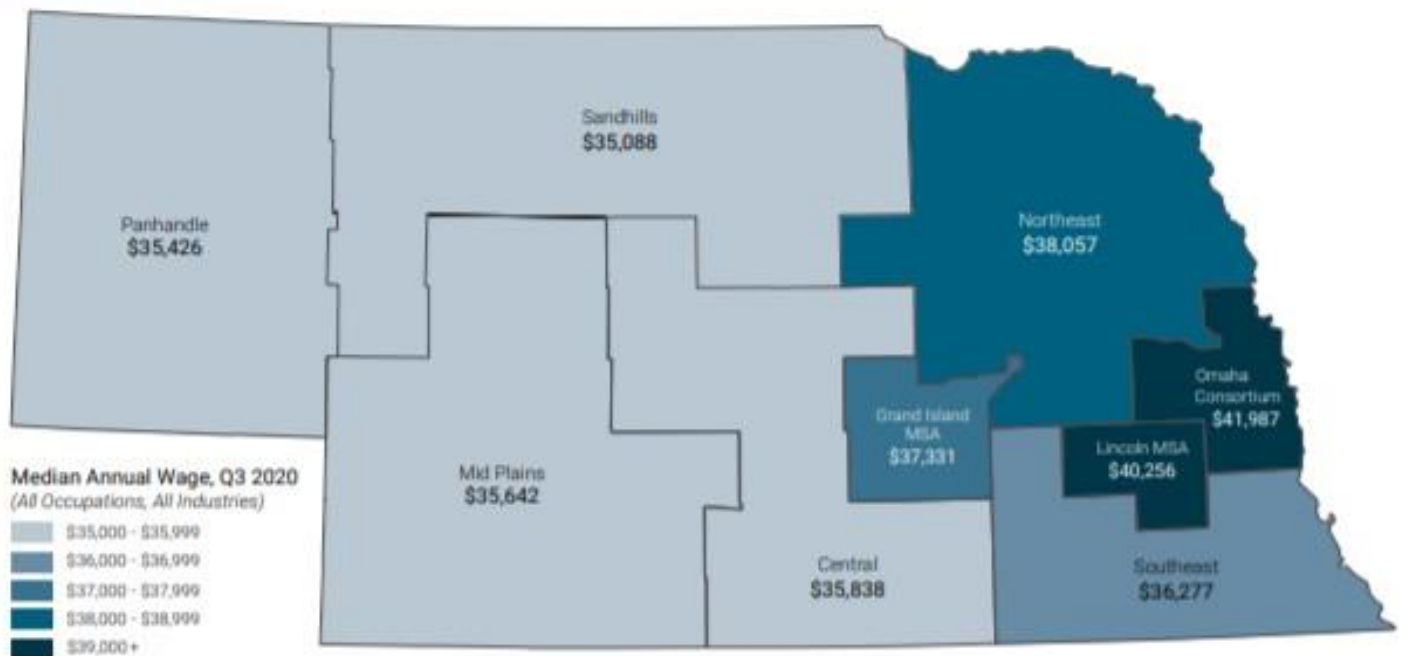 Sandhills
$35,088
Panhandle
$35,426
Northeast
$38,057
Omaha
Consortium
$41,987
Grand Island
MSA
$37,331
Lincoln MSA
$40,256
Mid Plains
$35,642
Central
$35,838
Southeast
$36,277
Median Annual Wage, Q3 2020
(All Occupations, All Industries)
$35,000 - $35,999
$36,000 - $36,999
$37,000 - $37,999
$38,000 - $38,999
$39,000+